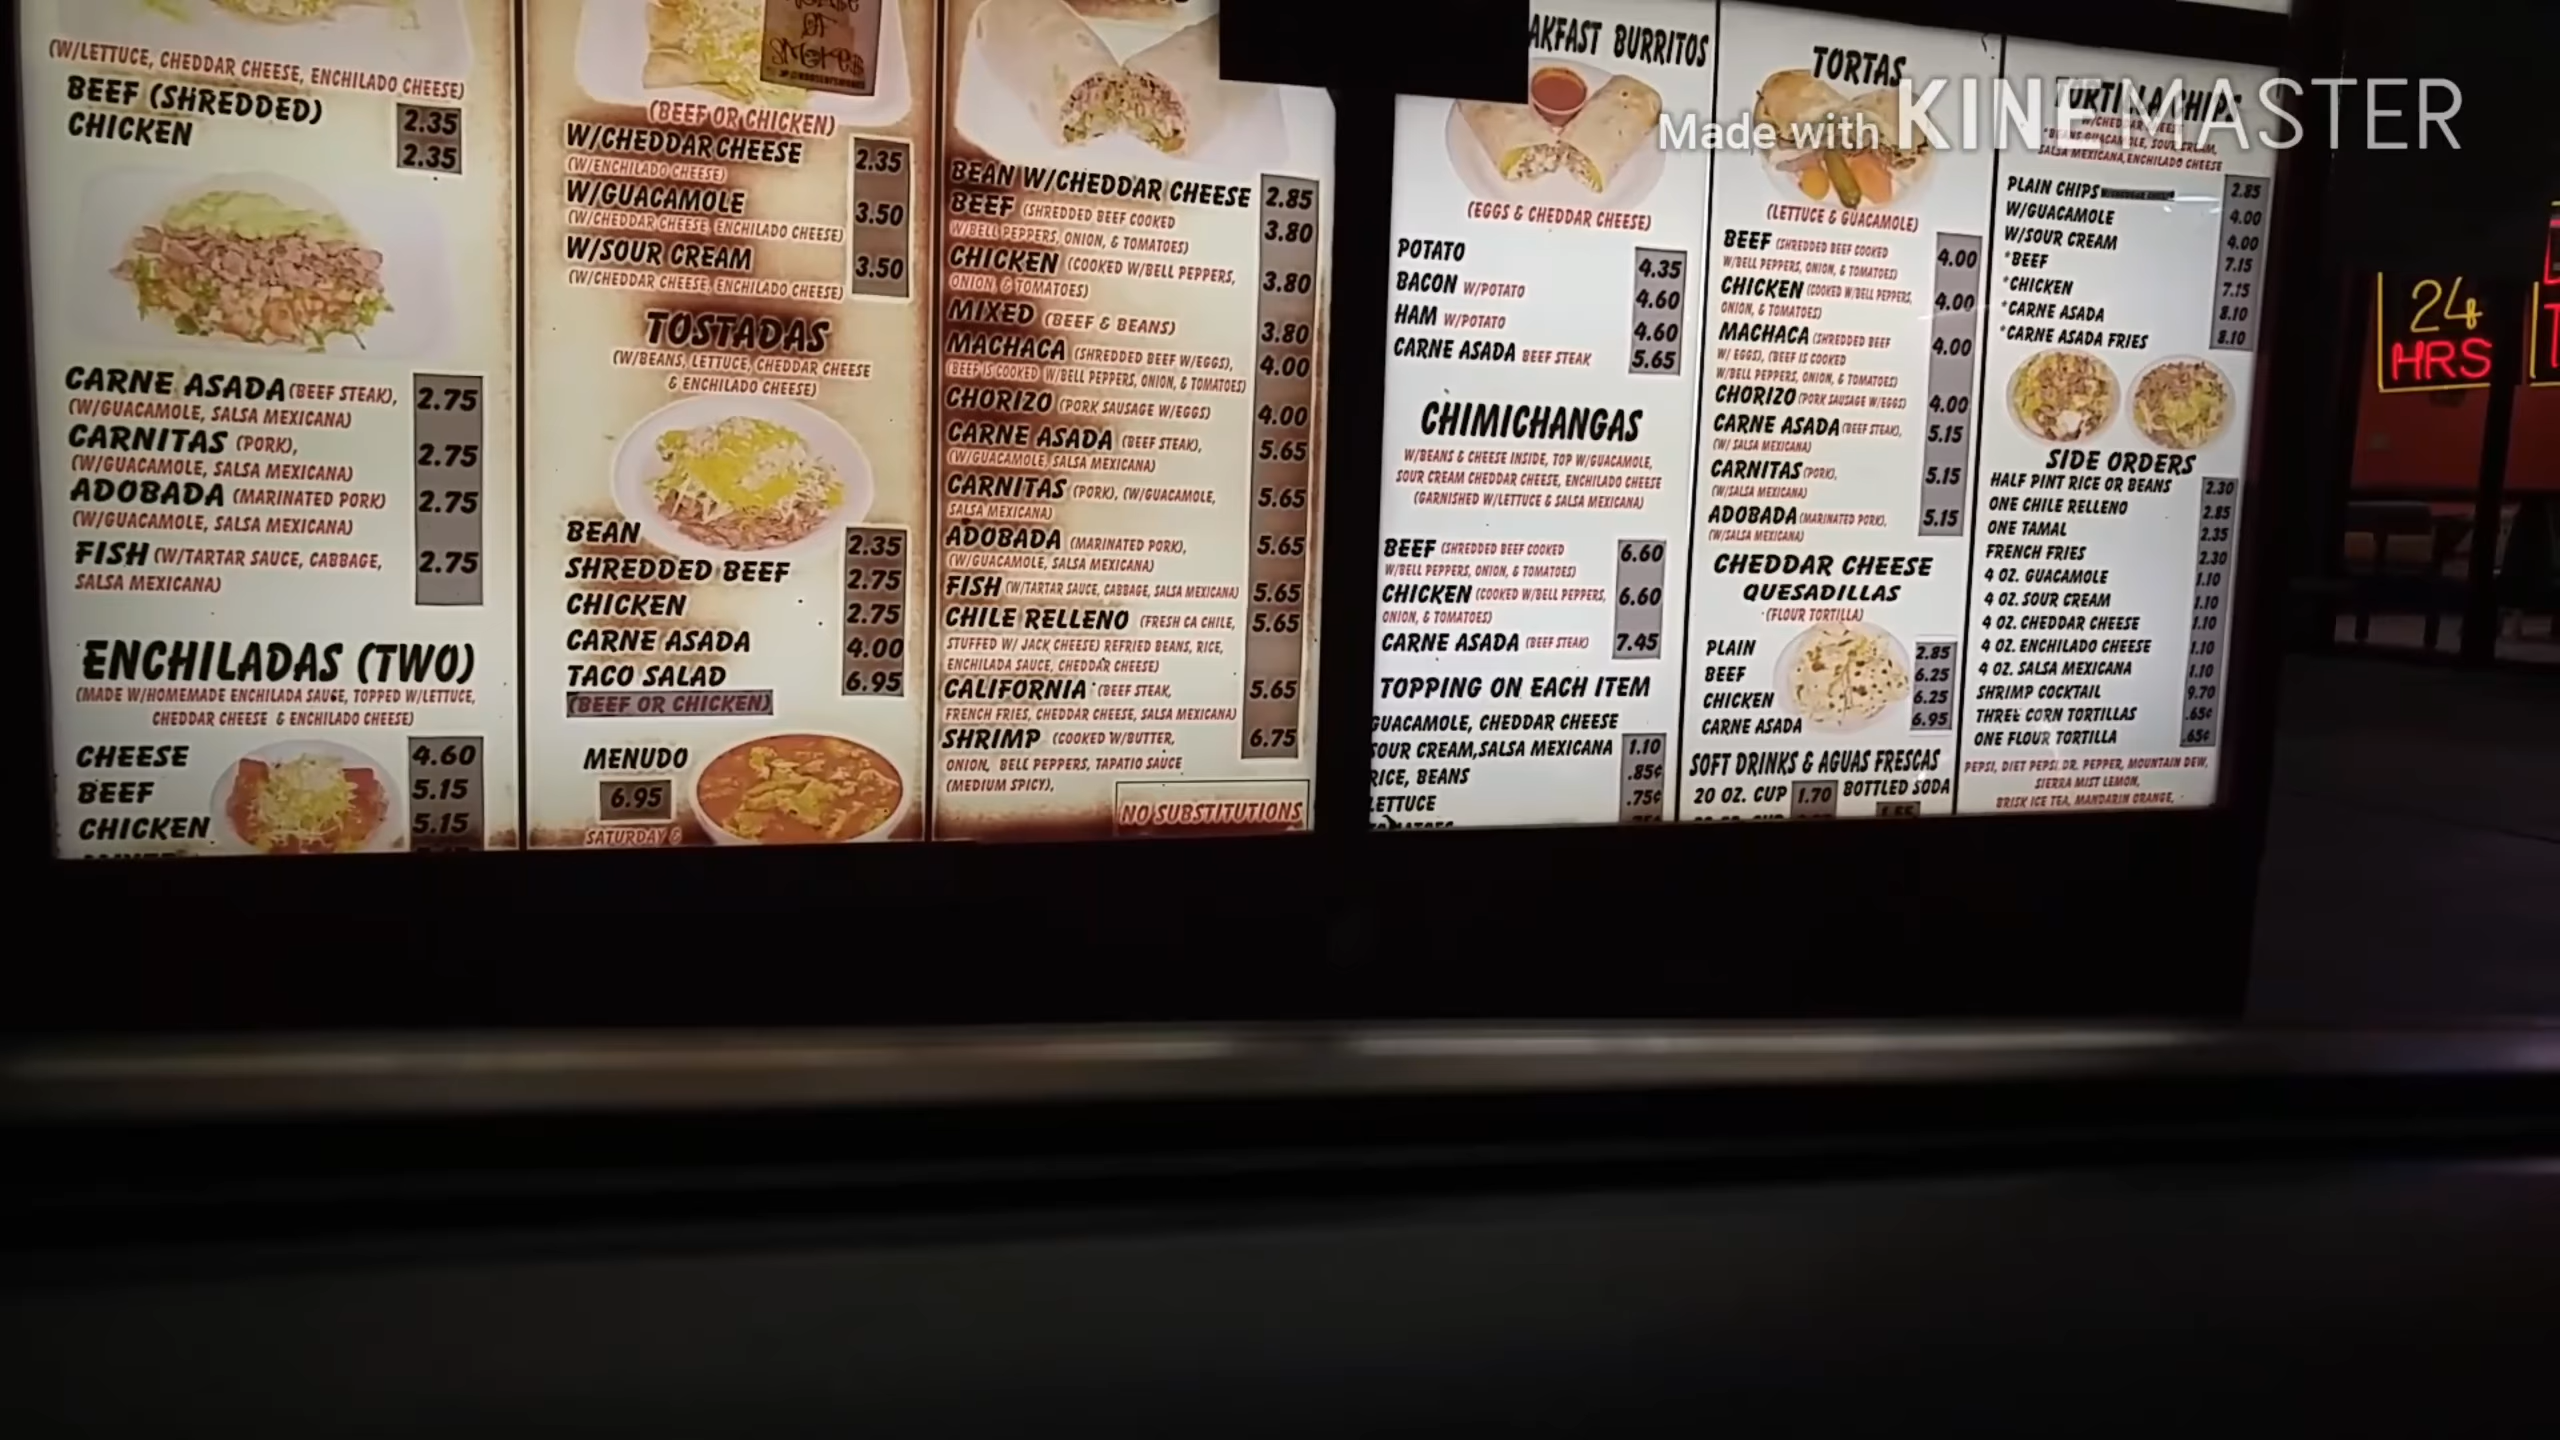 (W/LETTUCE, CHEDDAR CHEESE, ENCHILADO CHEESE)
BEEF (SHREDDED) 2.35
CHICKEN 2.35
CARNE ASADA (BEEF STEAK), 2.75
(W/GUACAMOLE, SALSA MEXICANA)
CARNITAS (PORK), 2.75
(W/GUACAMOLE, SALSA MEXICANA)
ADOBADA (MARINATED PORK) 2.75
(W/GUACAMOLE, SALSA MEXICANA)
FISH (W/TARTAR SAUCE, CABBAGE, 2.75
SALSA MEXICANA)
ENCHILADAS (TWO)
(MADE W/HOMEMADE ENCHILADA SAUCE, TOPPED W/LETTUCE,
CHEDDAR CHEESE & ENCHILADO CHEESE)
CHEESE 4.60
BEEF 5.15
CHICKEN 5.15
OF
SMOKES
(BEEF OR CHICKEN)
W/CHEDDAR CHEESE 2.35
(W/ENCHILADO CHEESE)
W/GUACAMOLE 3.50
(W/CHEDDAR CHEESE, ENCHILADO CHEESE)
W/SOUR CREAM 3.50
(W/CHEDDAR CHEESE, ENCHILADO CHEESE)
TOSTADAS
(W/BEANS, LETTUCE, CHEDDAR CHEESE
& ENCHILADO CHEESE)
BEAN 2.35
SHREDDED BEEF 2.75
CHICKEN 2.75
CARNE ASADA 4.00
TACO SALAD 6.95
(BEEF OR CHICKEN)
MENUDO
6.95
SATURDAY &
BEAN W/CHEDDAR CHEESE 2.85
BEEF (SHREDDED BEEF COOKED 3.80
W/BELL PEPPERS, ONION, & TOMATOES)
CHICKEN (COOKED W/BELL PEPPERS, 3.80
ONION, & TOMATOES)
MIXED (BEEF & BEANS) 3.80
MACHACA (SHREDDED BEEF W/EGGS), 4.00
(BEEF IS COOKED W/BELL PEPPERS, ONION, & TOMATOES)
CHORIZO (PORK SAUSAGE W/EGGS) 4.00
CARNE ASADA (BEEF STEAK), 5.65
(W/GUACAMOLE, SALSA MEXICANA)
CARNITAS (PORK), (W/GUACAMOLE, 5.65
SALSA MEXICANA)
ADOBADA (MARINATED PORK), 5.65
(W/GUACAMOLE, SALSA MEXICANA)
FISH (W/TARTAR SAUCE, CABBAGE, SALSA MEXICANA) 5.65
CHILE RELLENO (FRESH CA CHILE, 5.65
STUFFED W/ JACK CHEESE) REFRIED BEANS, RICE,
ENCHILADA SAUCE, CHEDDAR CHEESE)
CALIFORNIA (BEEF STEAK, 5.65
FRENCH FRIES, CHEDDAR CHEESE, SALSA MEXICANA)
SHRIMP (COOKED W/BUTTER, 6.75
ONION, BELL PEPPERS, TAPATIO SAUCE
(MEDIUM SPICY),
NO SUBSTITUTIONS
AKFAST BURRITOS
(EGGS & CHEDDAR CHEESE)
POTATO 4.35
BACON W/POTATO 4.60
HAM W/POTATO 4.60
CARNE ASADA BEEF STEAK 5.65
CHIMICHANGAS
W/BEANS & CHEESE INSIDE, TOP W/GUACAMOLE,
SOUR CREAM CHEDDAR CHEESE, ENCHILADO CHEESE
(GARNISHED W/LETTUCE & SALSA MEXICANA)
BEEF (SHREDDED BEEF COOKED 6.60
W/BELL PEPPERS, ONION, & TOMATOES)
CHICKEN (COOKED W/BELL PEPPERS, 6.60
ONION, & TOMATOES)
CARNE ASADA (BEEF STEAK) 7.45
TOPPING ON EACH ITEM
GUACAMOLE, CHEDDAR CHEESE
SOUR CREAM, SALSA MEXICANA 1.10
RICE, BEANS .85¢
LETTUCE .75¢
TORTAS
(LETTUCE & GUACAMOLE)
BEEF (SHREDDED BEEF COOKED 4.00
W/BELL PEPPERS, ONION, & TOMATOES)
CHICKEN (COOKED W/BELL PEPPERS, 4.00
ONION, & TOMATOES)
MACHACA (SHREDDED BEEF 4.00
W/ EGGS), (BEEF IS COOKED
W/BELL PEPPERS, ONION, & TOMATOES)
CHORIZO (PORK SAUSAGE W/EGGS) 4.00
CARNE ASADA (BEEF STEAK), 5.15
(W/ SALSA MEXICANA)
CARNITAS (PORK), 5.15
(W/SALSA MEXICANA)
ADOBADA (MARINATED PORK), 5.15
(W/SALSA MEXICANA)
CHEDDAR CHEESE
QUESADILLAS
(FLOUR TORTILLA)
PLAIN 2.85
BEEF 6.25
CHICKEN 6.25
CARNE ASADA 6.95
SOFT DRINKS & AGUAS FRESCAS
20 OZ. CUP 1.70 BOTTLED SODA
Made with KINEMASTER
TORTILLA CHIPS
W/CHEDDAR CHEESE
*BEANS GUACAMOLE, SOUR CREAM,
SALSA MEXICANA, ENCHILADO CHEESE
PLAIN CHIPS 2.85
W/GUACAMOLE 4.00
W/SOUR CREAM 4.00
*BEEF 7.15
*CHICKEN 7.15
*CARNE ASADA 8.10
*CARNE ASADA FRIES 8.10
SIDE ORDERS
HALF PINT RICE OR BEANS 2.30
ONE CHILE RELLENO 2.85
ONE TAMAL 2.35
FRENCH FRIES 2.30
4 OZ. GUACAMOLE 1.10
4 OZ. SOUR CREAM 1.10
4 OZ. CHEDDAR CHEESE 1.10
4 OZ. ENCHILADO CHEESE 1.10
4 OZ. SALSA MEXICANA 1.10
SHRIMP COCKTAIL 9.70
THREE CORN TORTILLAS .65¢
ONE FLOUR TORTILLA .65¢
PEPSI, DIET PEPSI. DR. PEPPER, MOUNTAIN DEW,
SIERRA MIST LEMON,
BRISK ICE TEA, MANDARIN ORANGE,
24
HRS